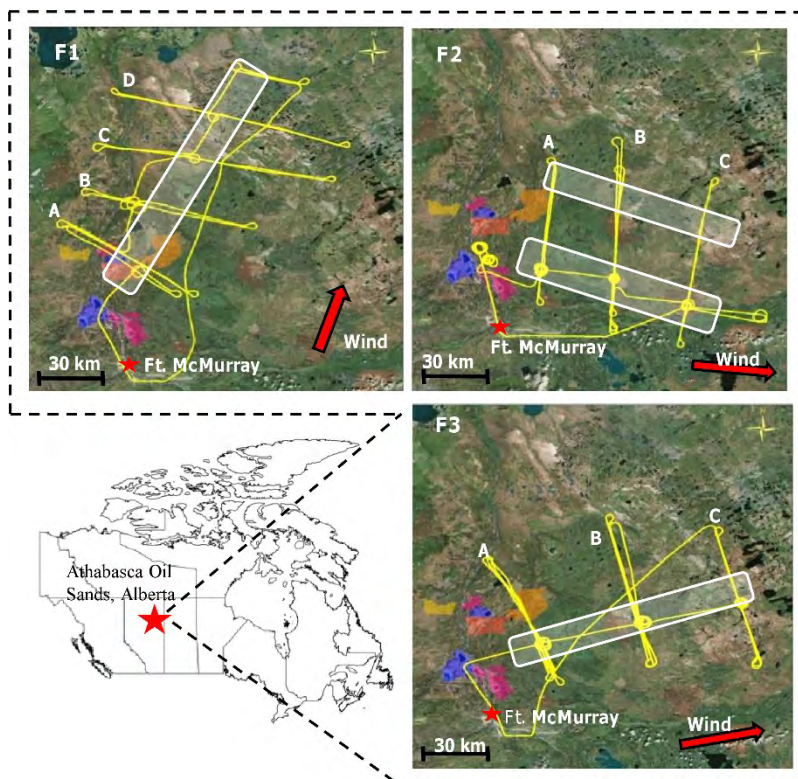 F1
D
C
B
A
Wind
30 km
Ft. McMurray
F2
A
B
C
Ft. McMurray
30 km
Wind
Athabasca Oil
Sands, Alberta
F3
A
B
C
Ft. McMurray
30 km
Wind